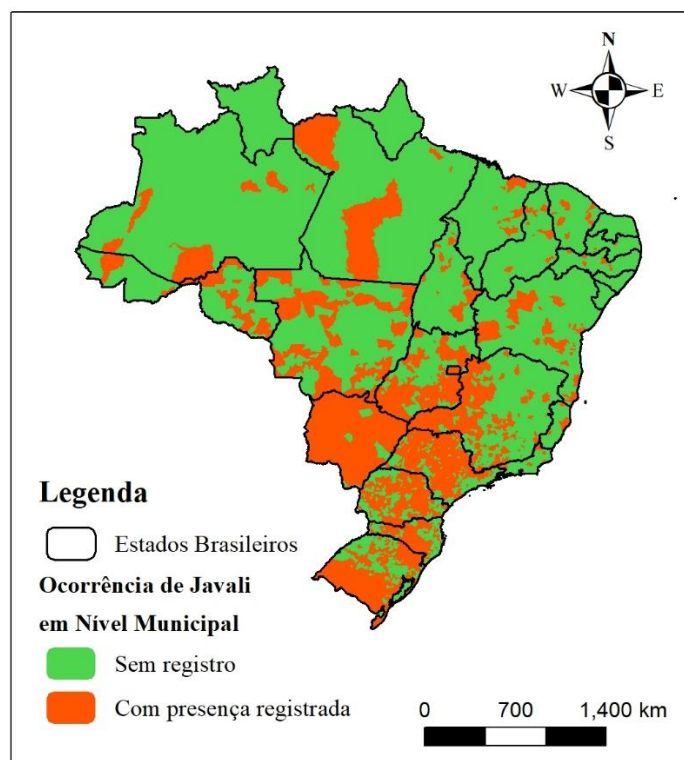 N
W E
S
Legenda
Estados Brasileiros
Ocorrência de Javali
em Nível Municipal
Sem registro
Com presença registrada
0 700 1,400 km